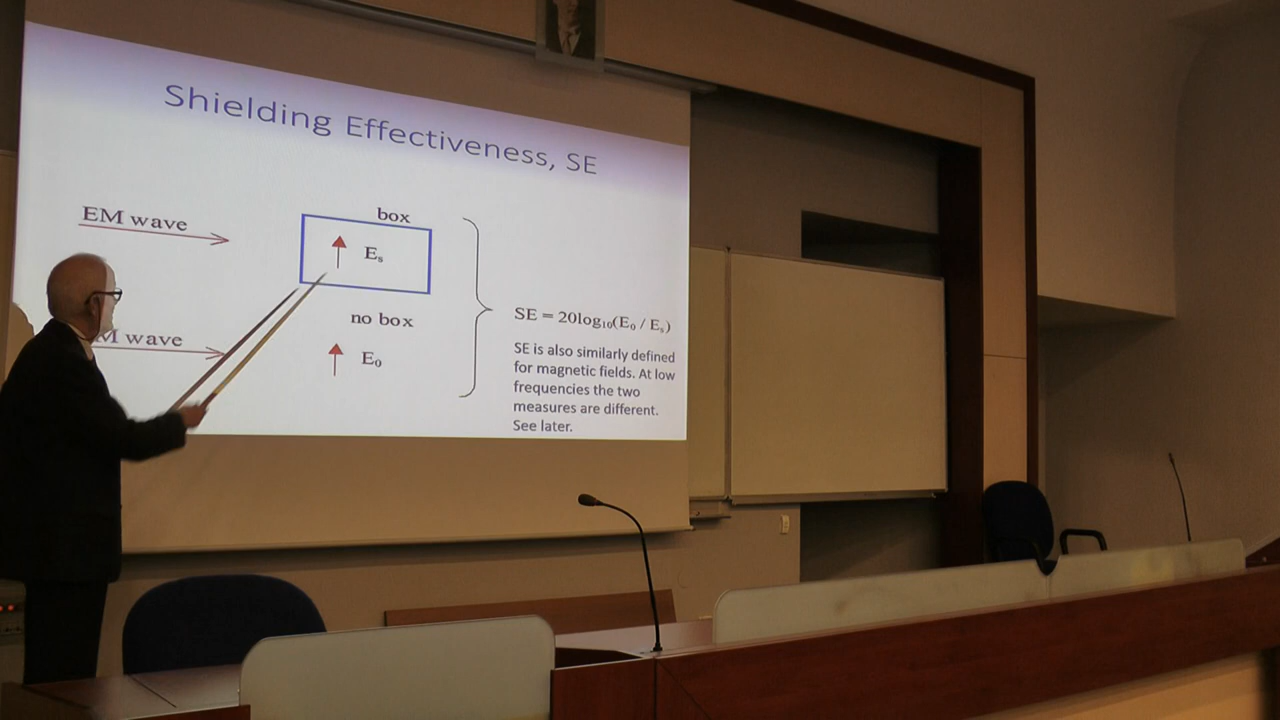 Shielding Effectiveness, SE
EM wave
box
Es
no box
M wave
E0
SE = 20log10(E0 / Es)
SE is also similarly defined
for magnetic fields. At low
frequencies the two
measures are different.
See later.